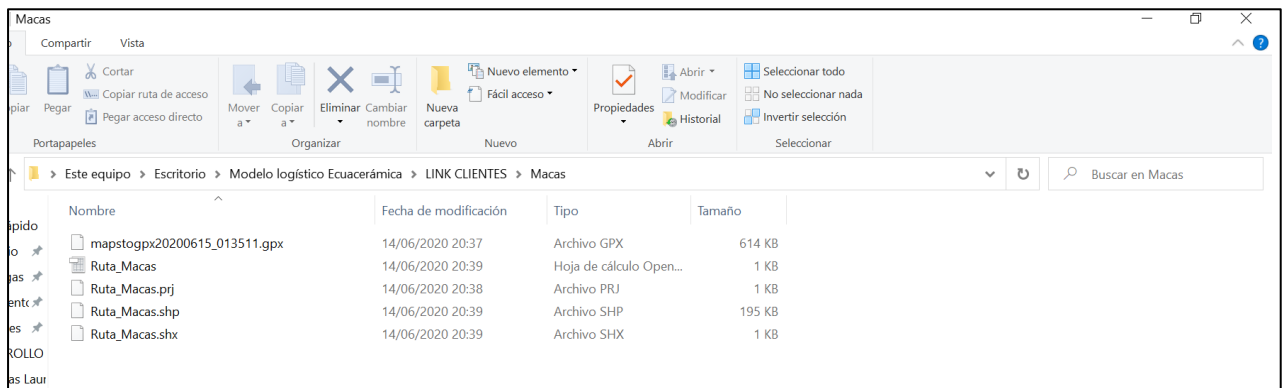 Macas
Compartir Vista
Cortar
Copiar ruta de acceso
Pegar acceso directo
Pegar
Mover a
Copiar a
Eliminar
Cambiar nombre
Nueva carpeta
Nuevo elemento
Fácil acceso
Propiedades
Abrir
Modificar
Historial
Seleccionar todo
No seleccionar nada
Invertir selección
Portapapeles Organizar Nuevo Abrir Seleccionar
Este equipo > Escritorio > Modelo logístico Ecuacerámica > LINK CLIENTES > Macas
Buscar en Macas
Nombre Fecha de modificación Tipo Tamaño
mapstogpx20200615_013511.gpx 14/06/2020 20:37 Archivo GPX 614 KB
Ruta_Macas 14/06/2020 20:39 Hoja de cálculo Open... 1 KB
Ruta_Macas.prj 14/06/2020 20:38 Archivo PRJ 1 KB
Ruta_Macas.shp 14/06/2020 20:39 Archivo SHP 195 KB
Ruta_Macas.shx 14/06/2020 20:39 Archivo SHX 1 KB